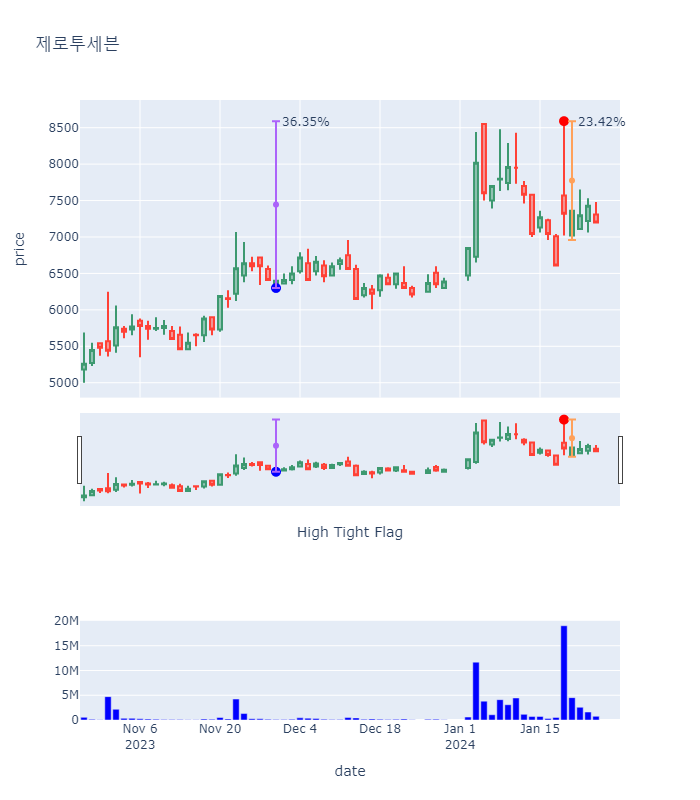 제로투세븐
36.35%
23.42%
8500
8000
7500
7000
6500
6000
5500
5000
price
High Tight Flag
20M
15M
10M
5M
0
Nov 6
2023
Nov 20
Dec 4
Dec 18
Jan 1
2024
Jan 15
date